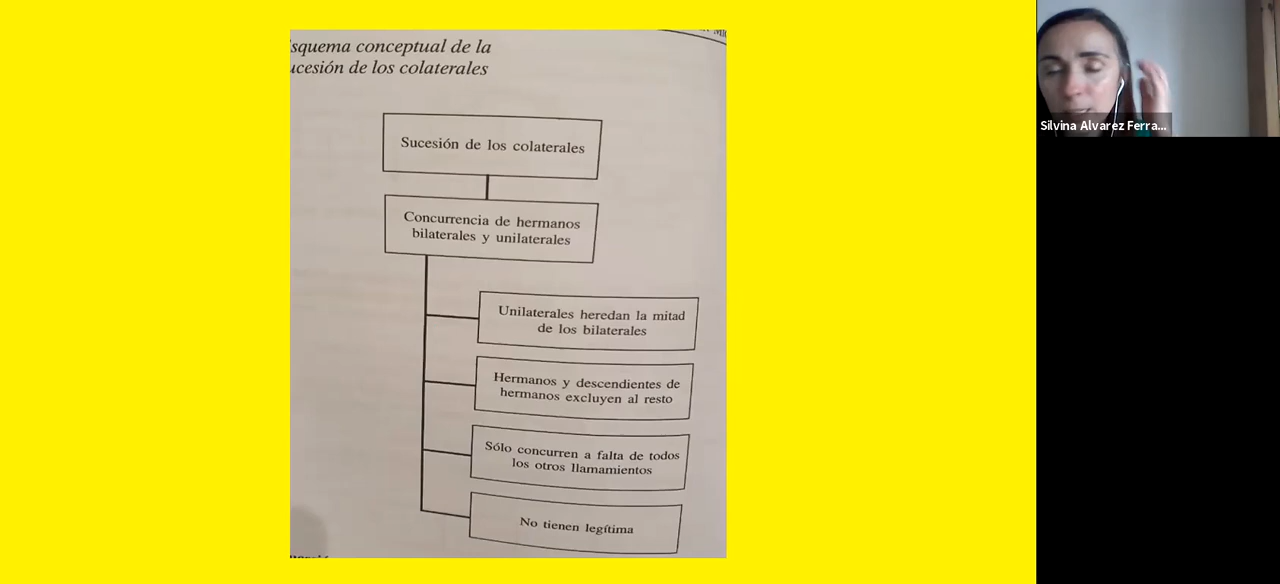 squema conceptual de la
ucesión de los colaterales
Sucesión de los colaterales
Concurrencia de hermanos
bilaterales y unilaterales
Unilaterales heredan la mitad
de los bilaterales
Hermanos y descendientes de
hermanos excluyen al resto
Sólo concurren a falta de todos
los otros llamamientos
No tienen legítima
Silvina Alvarez Ferra...